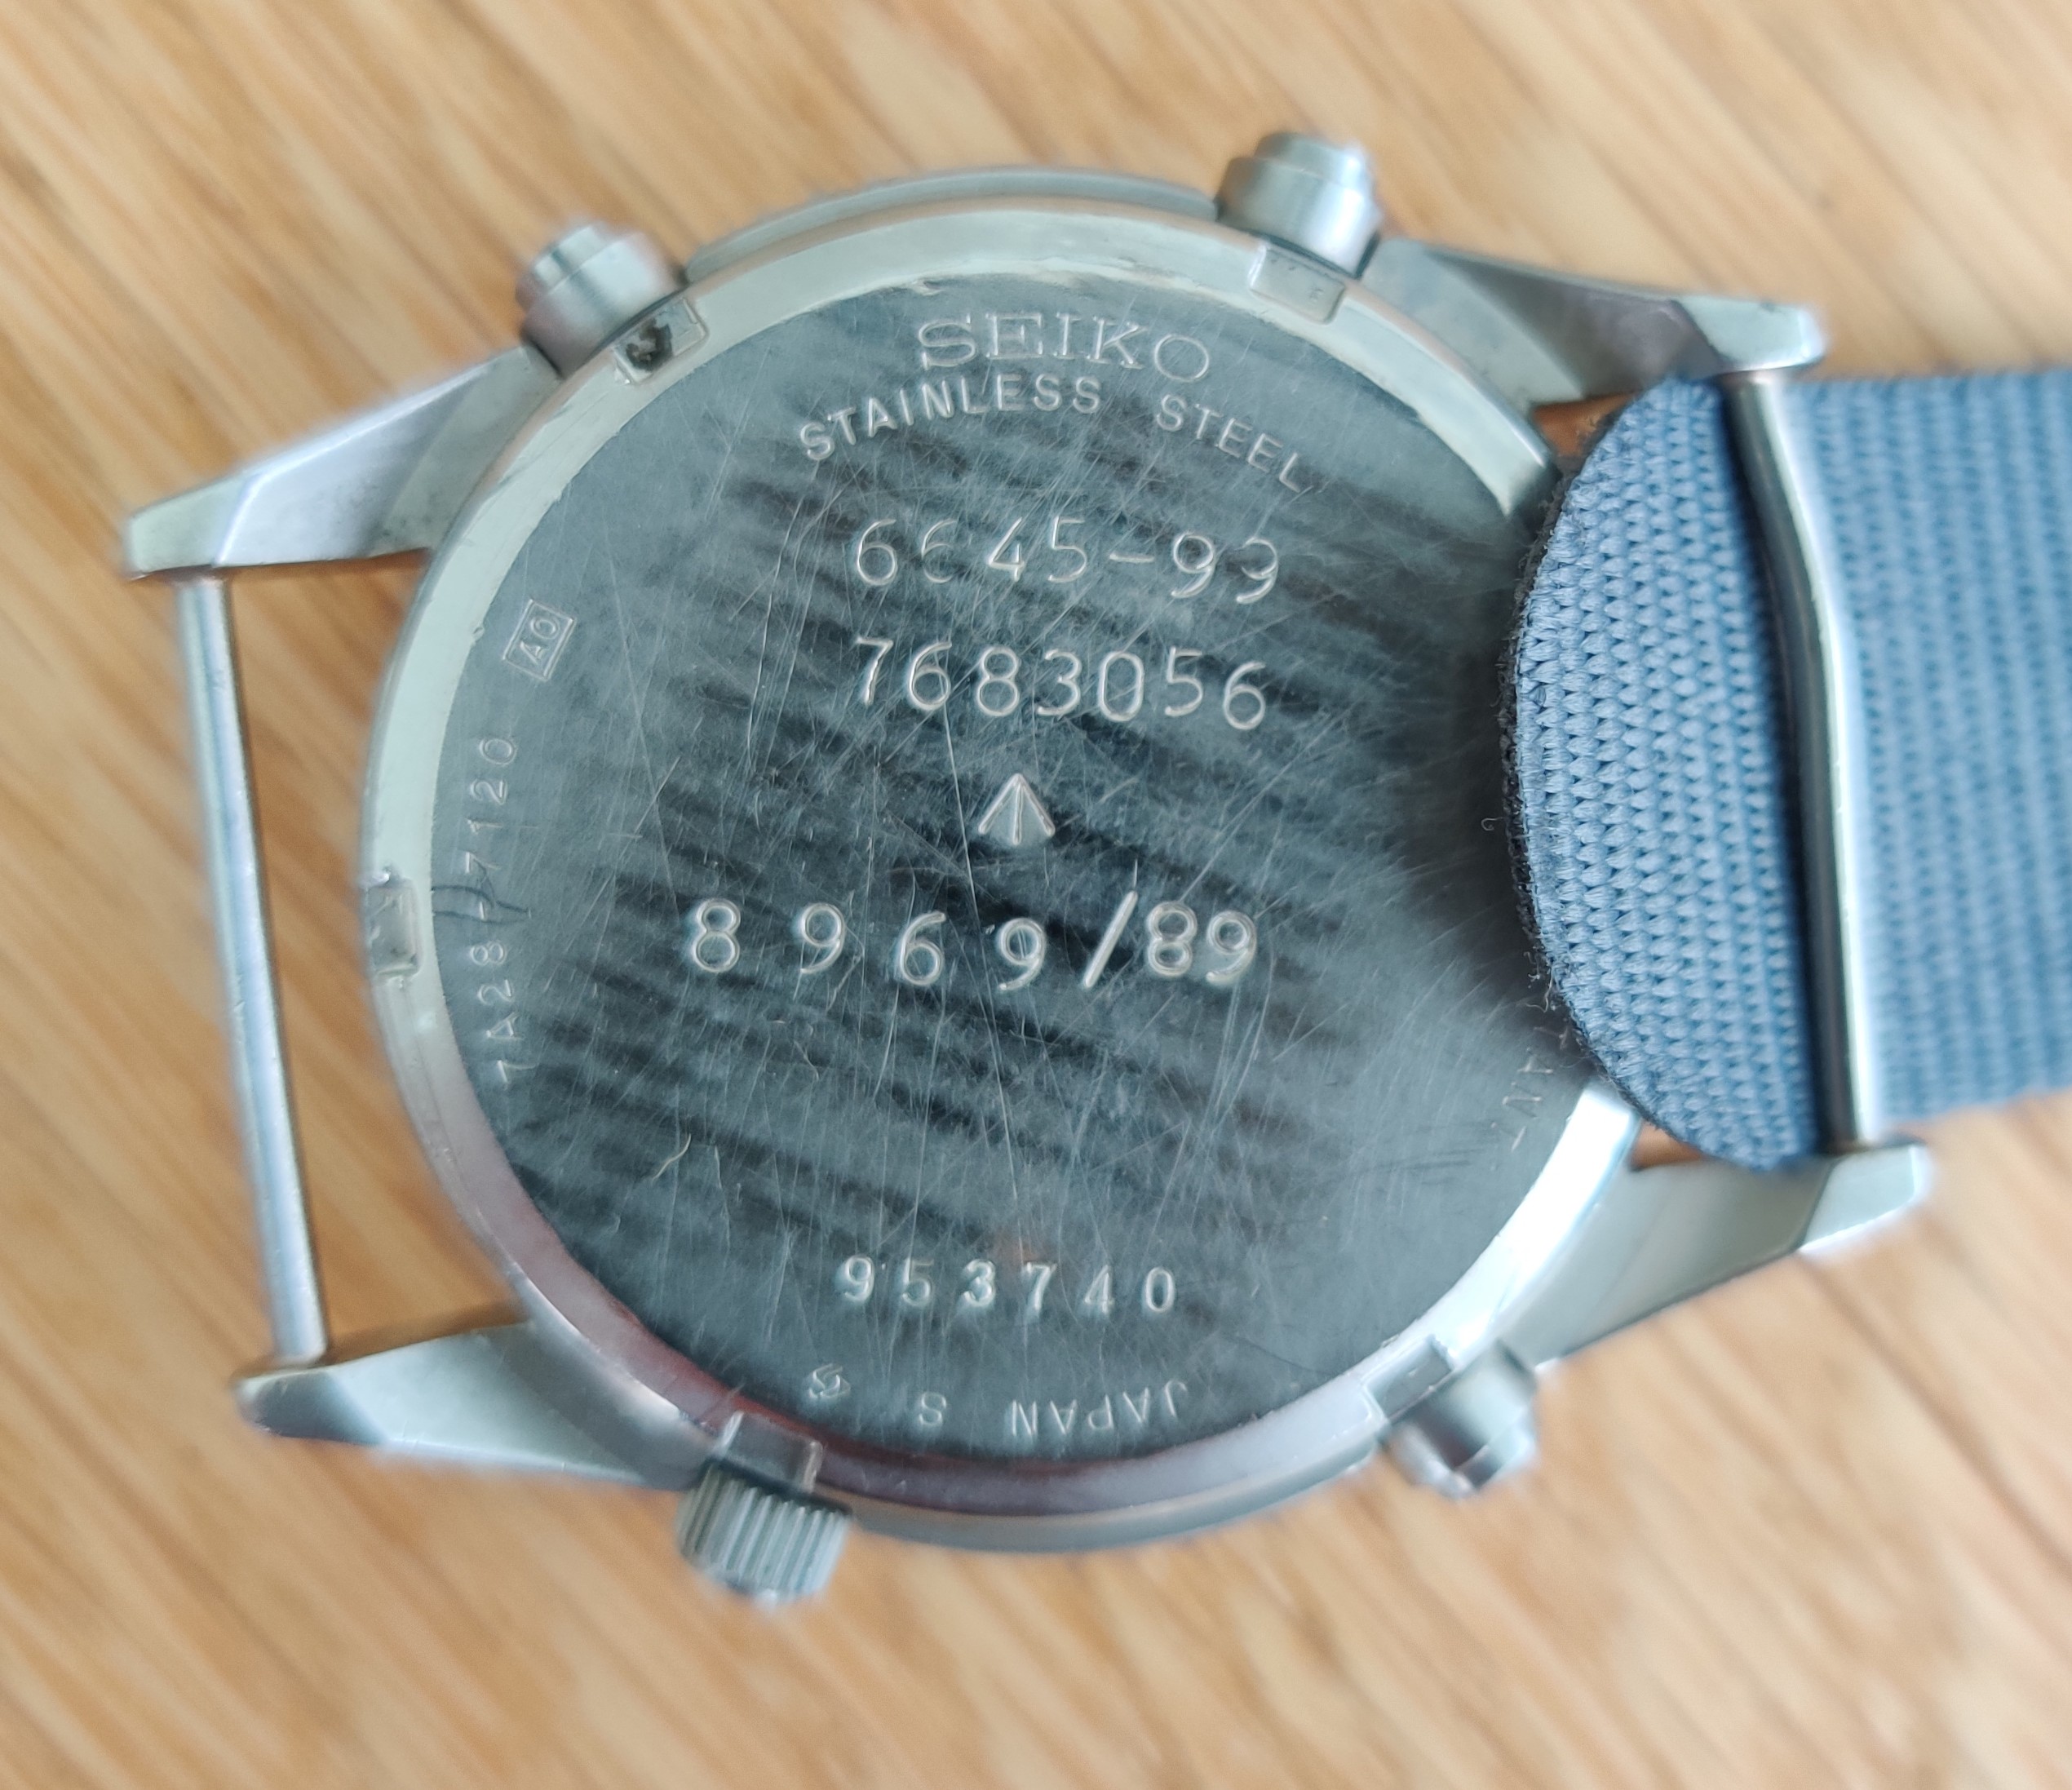 SEIKO
STAINLESS STEEL
6645-99
7683056
8969/89
953740
7A28-7120 A0
JAPAN S